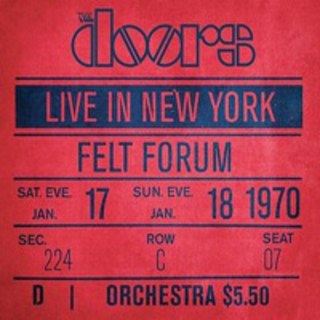 THE
doors
LIVE IN NEW YORK
FELT FORUM
SAT. EVE. JAN. 17 SUN. EVE. JAN. 18 1970
SEC. ROW SEAT
224 C 07
D | ORCHESTRA $5.50